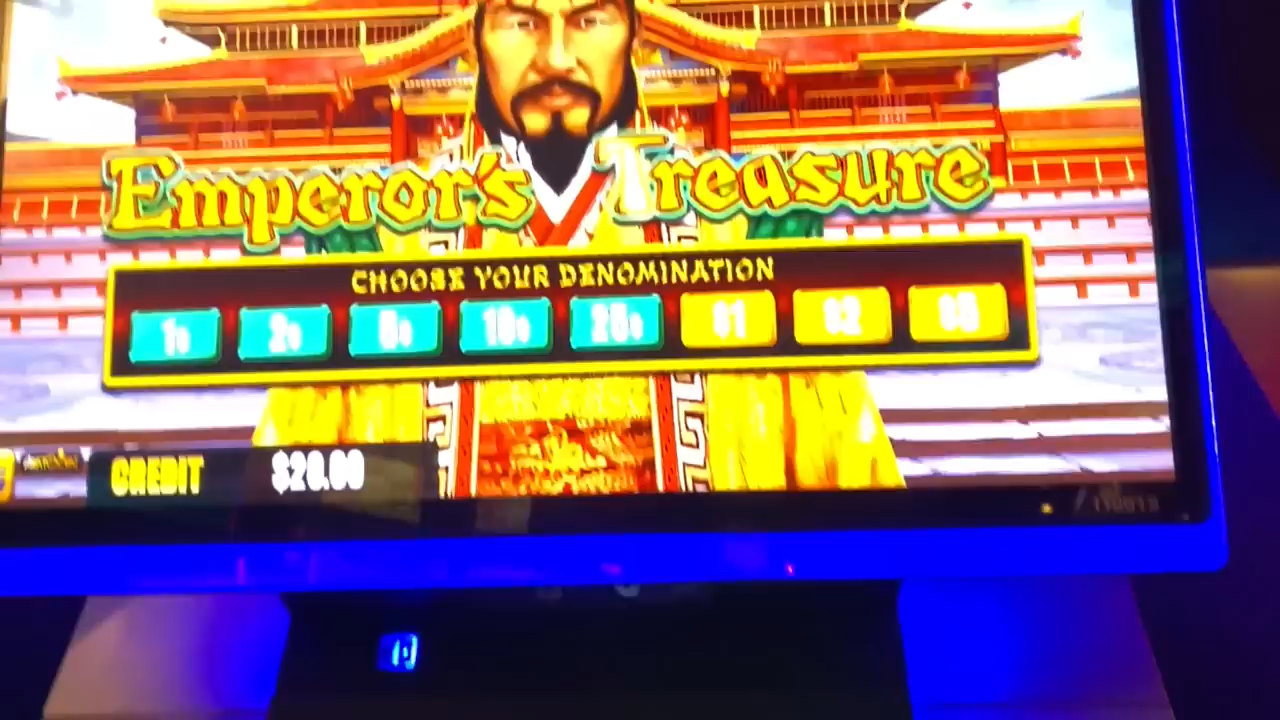 Emperor's Treasure
CHOOSE YOUR DENOMINATION
1¢ 2¢ 5¢ 10¢ 25¢ $1 $2 $5
CREDIT $20.00